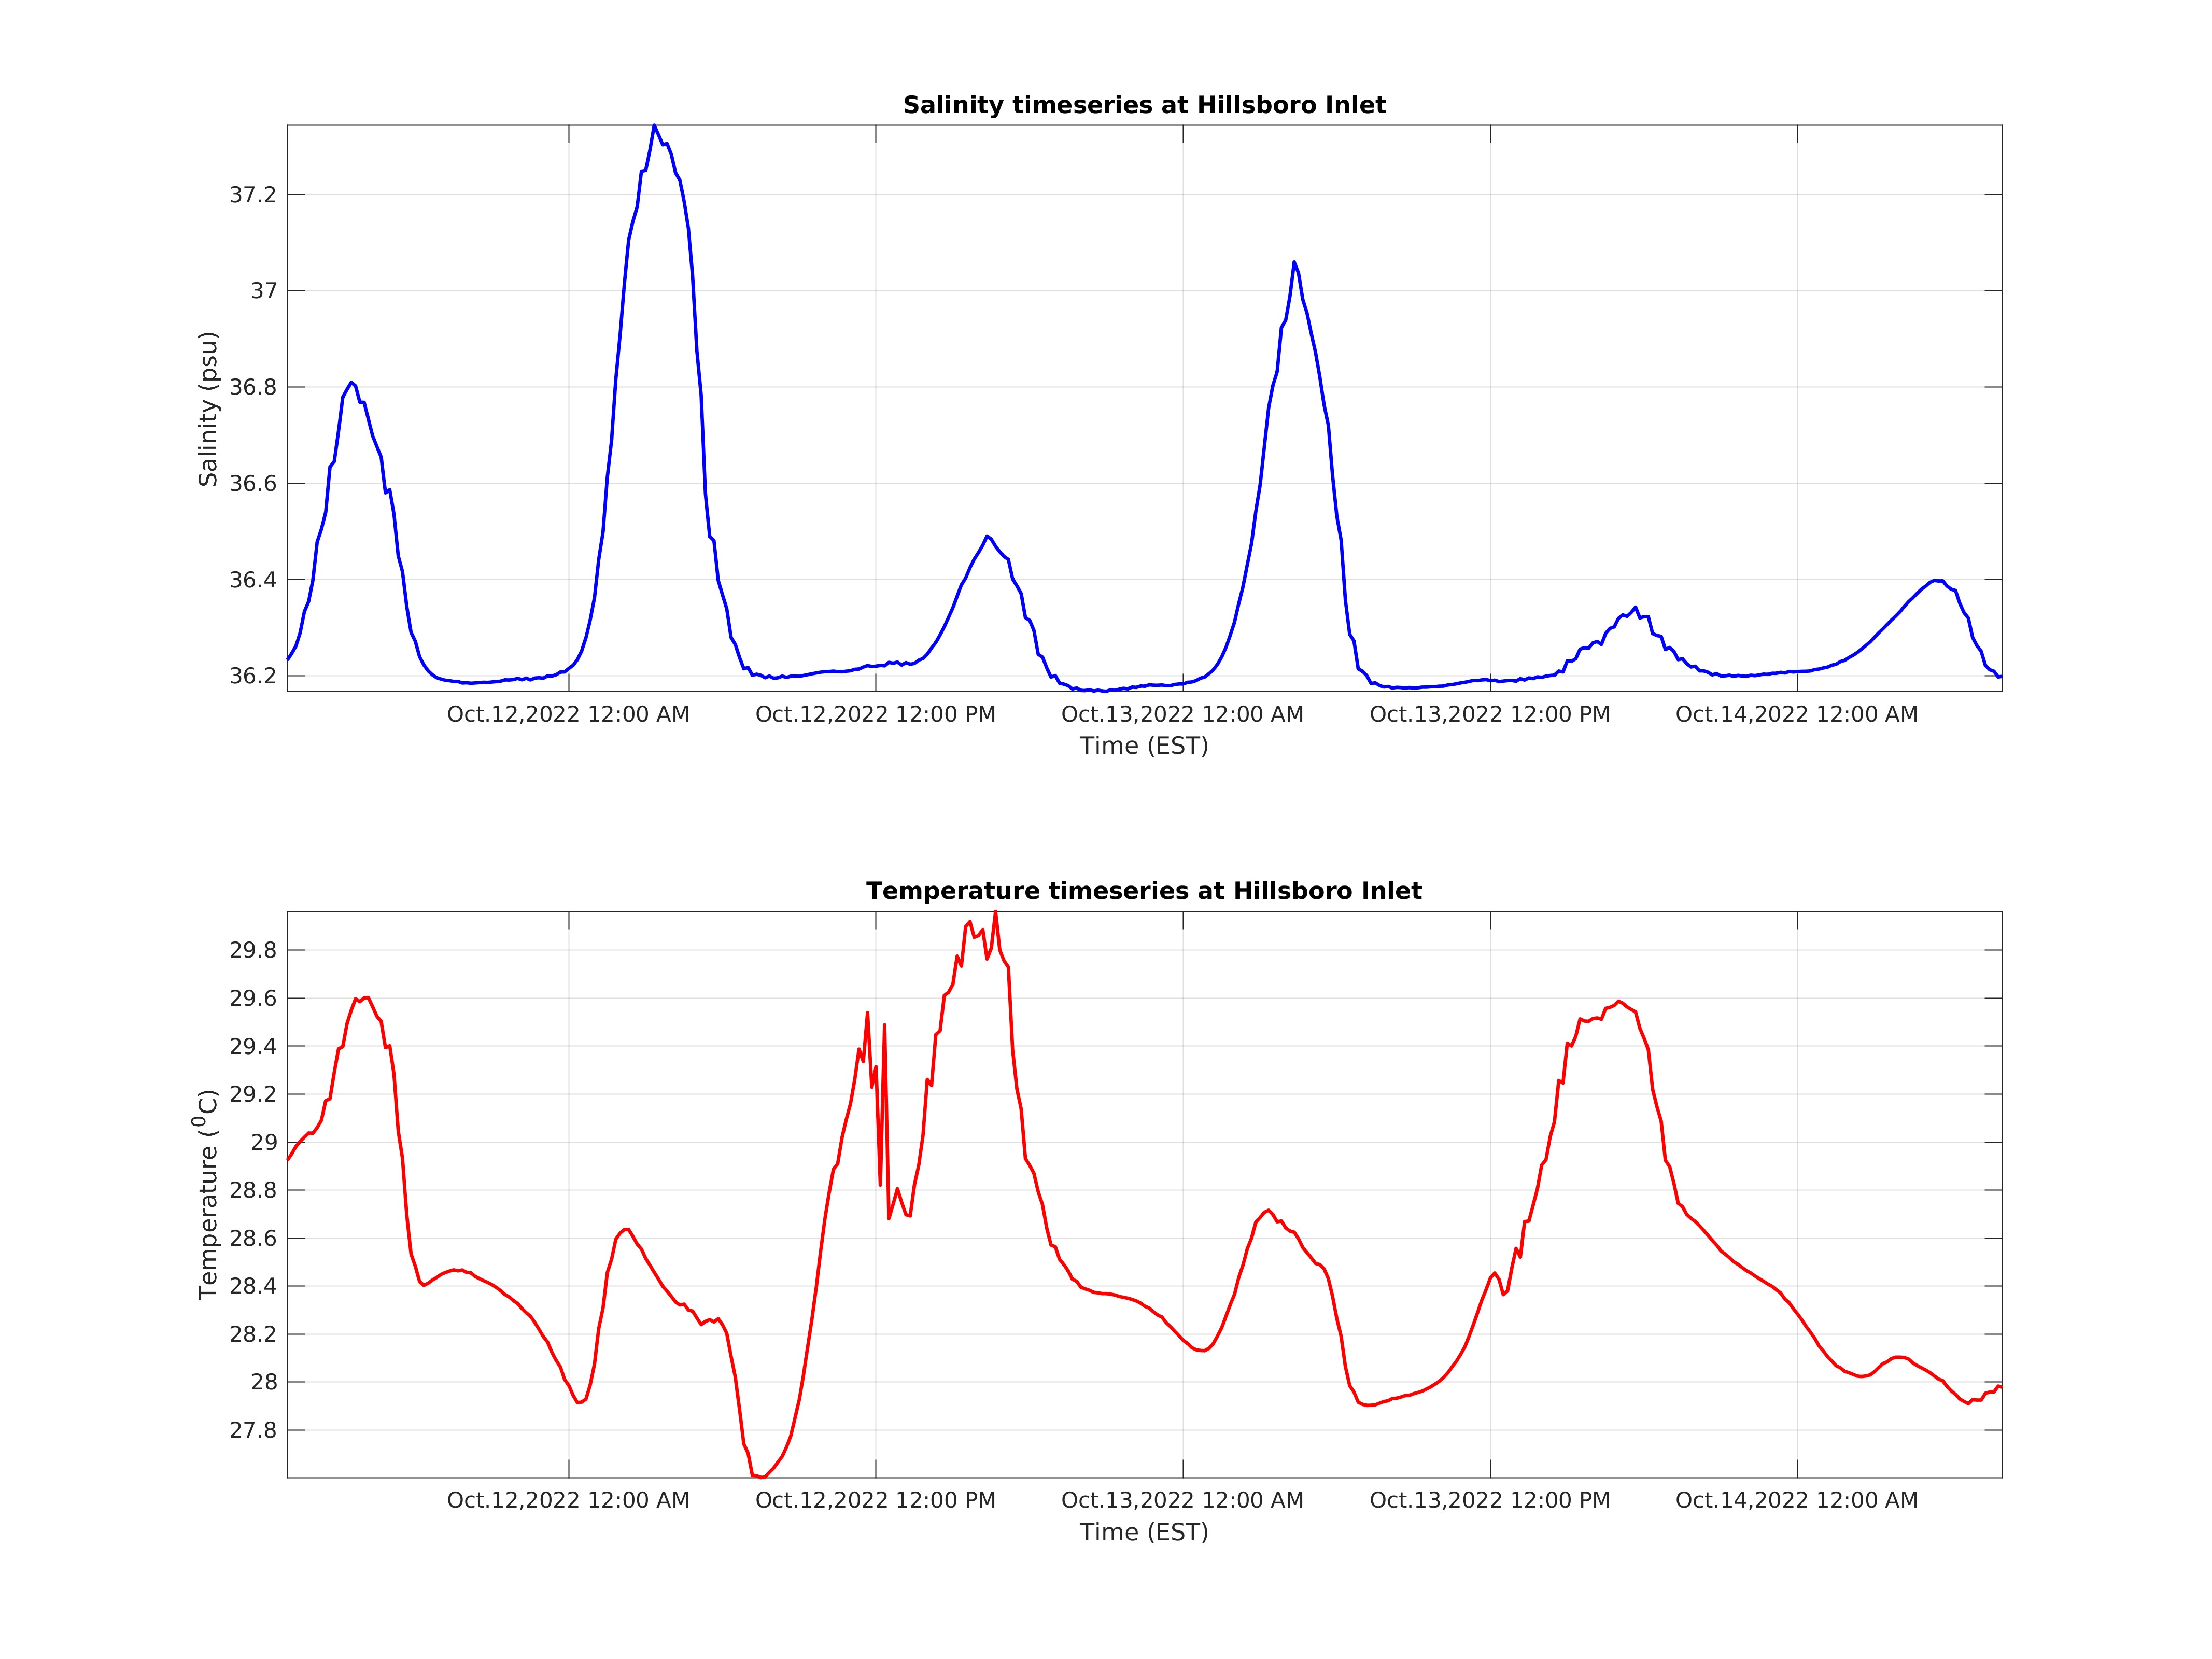 Salinity timeseries at Hillsboro Inlet
37.2
37
36.8
36.6
36.4
36.2
Salinity (psu)
Oct.12,2022 12:00 AM Oct.12,2022 12:00 PM Oct.13,2022 12:00 AM Oct.13,2022 12:00 PM Oct.14,2022 12:00 AM
Time (EST)
Temperature timeseries at Hillsboro Inlet
29.8
29.6
29.4
29.2
29
28.8
28.6
28.4
28.2
28
27.8
Temperature (⁰C)
Oct.12,2022 12:00 AM Oct.12,2022 12:00 PM Oct.13,2022 12:00 AM Oct.13,2022 12:00 PM Oct.14,2022 12:00 AM
Time (EST)